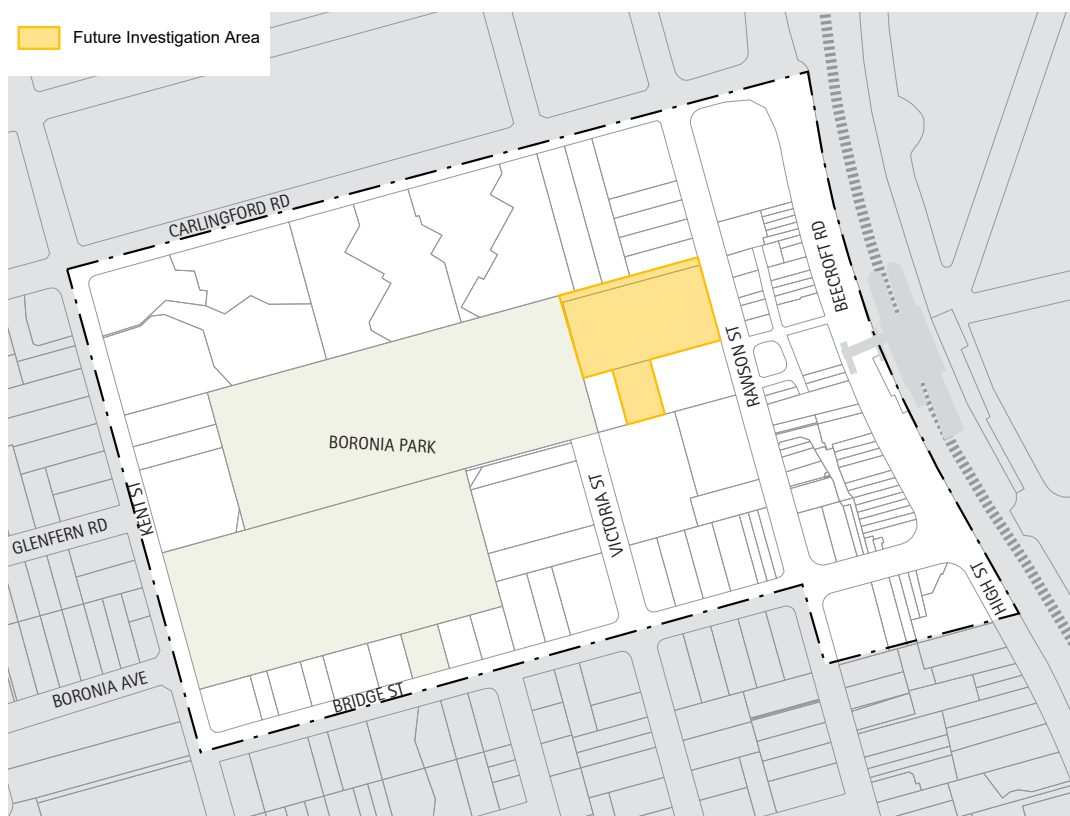 Future Investigation Area
CARLINGFORD RD
BEECROFT RD
RAWSON ST
BORONIA PARK
KENT ST
VICTORIA ST
GLENFERN RD
HIGH ST
BORONIA AVE
BRIDGE ST